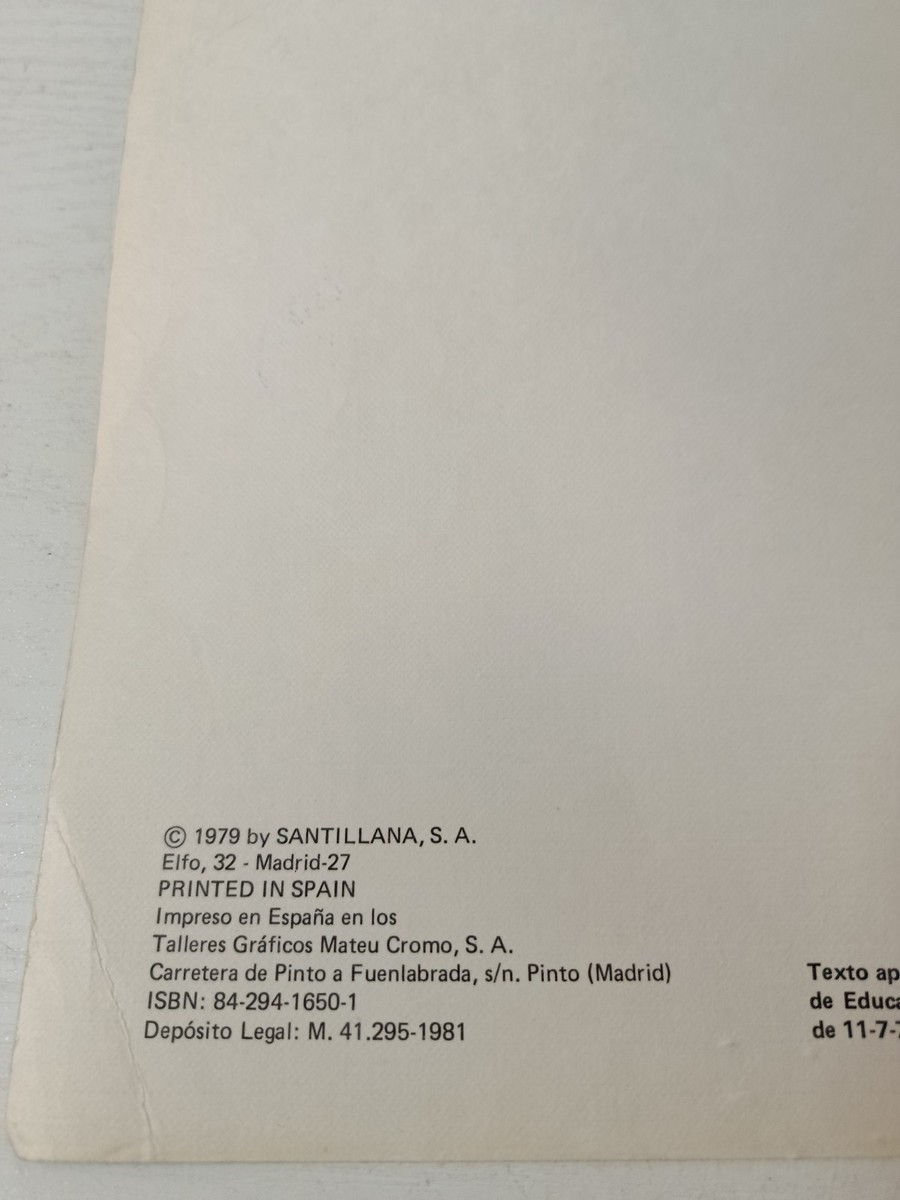 © 1979 by SANTILLANA, S. A.
Elfo, 32 - Madrid-27
PRINTED IN SPAIN
Impreso en España en los
Talleres Gráficos Mateu Cromo, S. A.
Carretera de Pinto a Fuenlabrada, s/n. Pinto (Madrid)
ISBN: 84-294-1650-1
Depósito Legal: M. 41.295-1981
Texto ap
de Educa
de 11-7-7